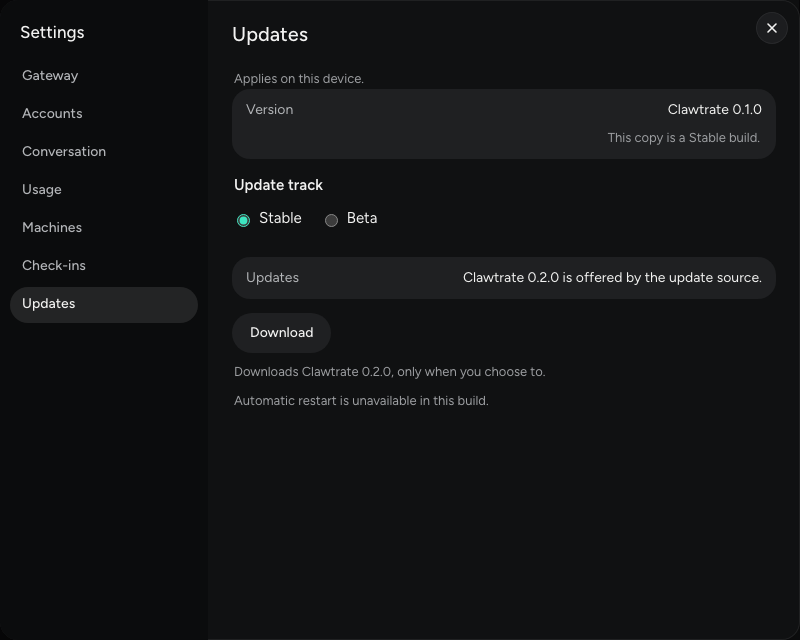 Settings
Gateway
Accounts
Conversation
Usage
Machines
Check-ins
Updates
Updates
Applies on this device.
Version Clawtrate 0.1.0
This copy is a Stable build.
Update track
Stable Beta
Updates Clawtrate 0.2.0 is offered by the update source.
Download
Downloads Clawtrate 0.2.0, only when you choose to.
Automatic restart is unavailable in this build.